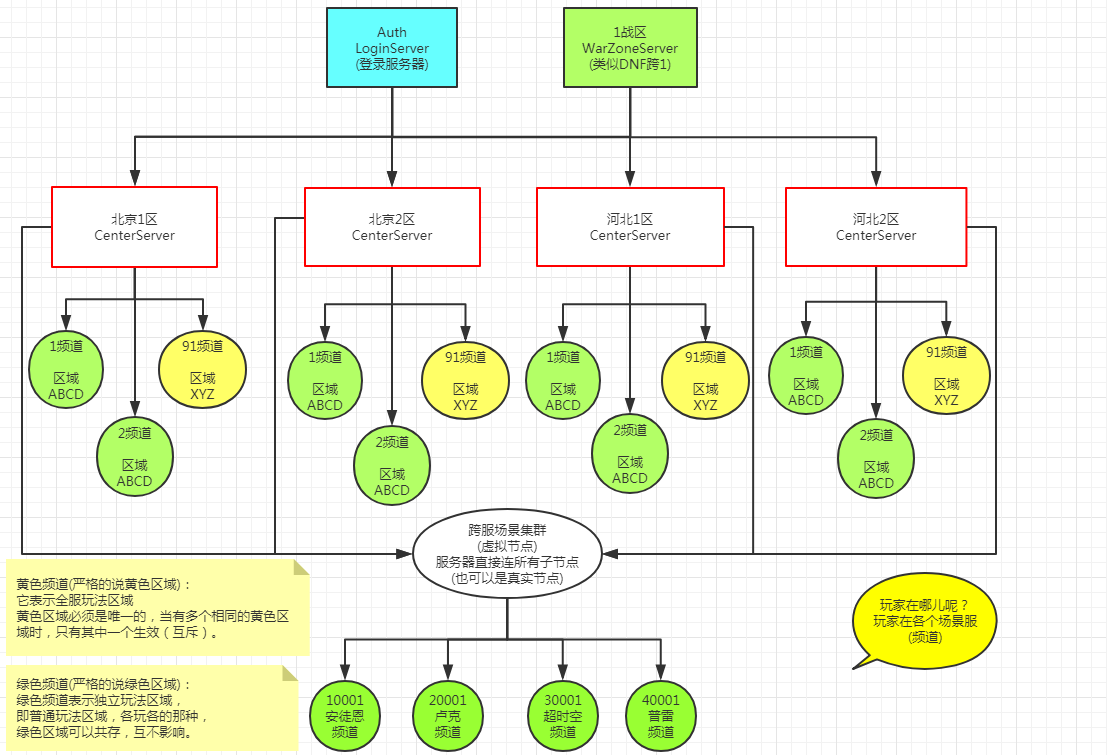 Auth
LoginServer
(登录服务器)
1战区
WarZoneServer
(类似DNF跨1)
北京1区
CenterServer
北京2区
CenterServer
河北1区
CenterServer
河北2区
CenterServer
1频道
区域
ABCD
91频道
区域
XYZ
2频道
区域
ABCD
1频道
区域
ABCD
91频道
区域
XYZ
2频道
区域
ABCD
1频道
区域
ABCD
91频道
区域
XYZ
2频道
区域
ABCD
1频道
区域
ABCD
91频道
区域
XYZ
2频道
区域
ABCD
跨服场景集群
(虚拟节点)
服务器直接连所有子节点
(也可以是真实节点)
黄色频道(严格的说黄色区域)：
它表示全服玩法区域
黄色区域必须是唯一的，当有多个相同的黄色区
域时，只有其中一个生效（互斥）。
绿色频道(严格的说绿色区域)：
绿色频道表示独立玩法区域，
即普通玩法区域，各玩各的那种，
绿色区域可以共存，互不影响。
玩家在哪儿呢？
玩家在各个场景服
(频道)
10001
安徒恩
频道
20001
卢克
频道
30001
超时空
频道
40001
普雷
频道